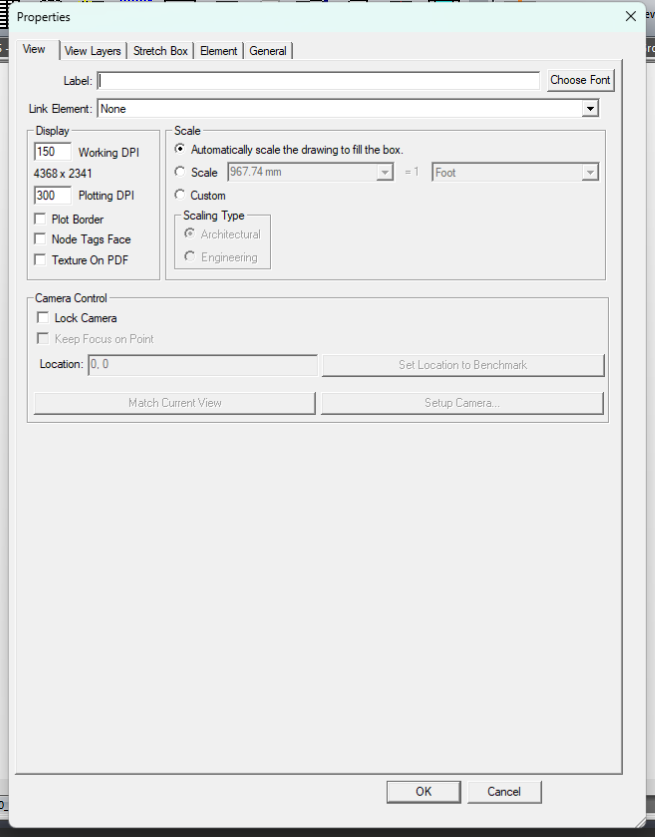 Properties
View View Layers Stretch Box Element General
Label: Choose Font
Link Element: None
Display Scale
150 Working DPI Automatically scale the drawing to fill the box.
4368 x 2341 Scale 967.74 mm = 1 Foot
300 Plotting DPI Custom
Plot Border Scaling Type
Node Tags Face Architectural
Texture On PDF Engineering
Camera Control
Lock Camera
Keep Focus on Point
Location: 0, 0 Set Location to Benchmark
Match Current View Setup Camera...
OK Cancel